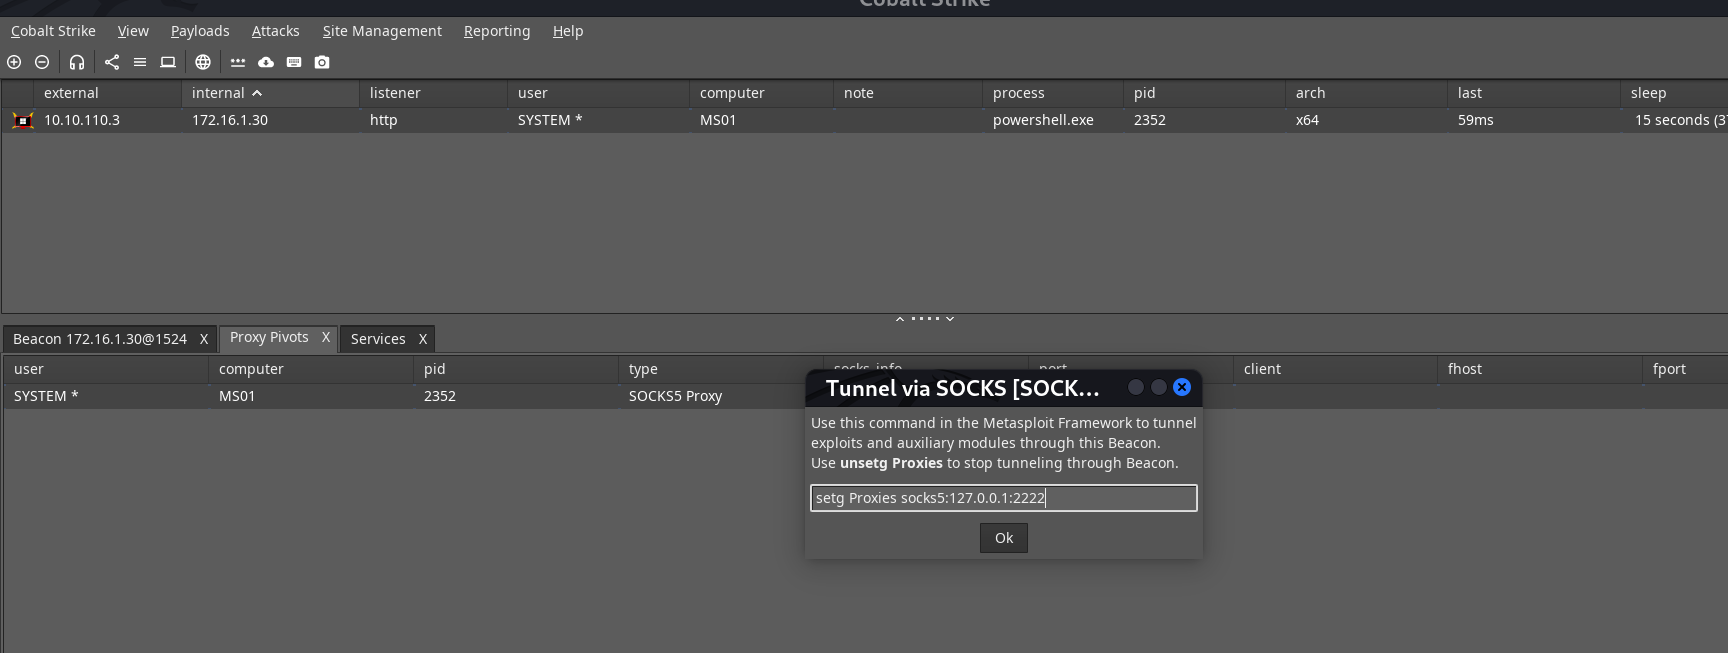 Cobalt Strike
Cobalt Strike View Payloads Attacks Site Management Reporting Help
external internal listener user computer note process pid arch last sleep
10.10.110.3 172.16.1.30 http SYSTEM * MS01 powershell.exe 2352 x64 59ms 15 seconds (3
Beacon 172.16.1.30@1524 X Proxy Pivots X Services X
user computer pid type socks_info port client fhost fport
SYSTEM * MS01 2352 SOCKS5 Proxy
Tunnel via SOCKS [SOCK...
Use this command in the Metasploit Framework to tunnel
exploits and auxiliary modules through this Beacon.
Use unsetg Proxies to stop tunneling through Beacon.
setg Proxies socks5:127.0.0.1:2222
Ok